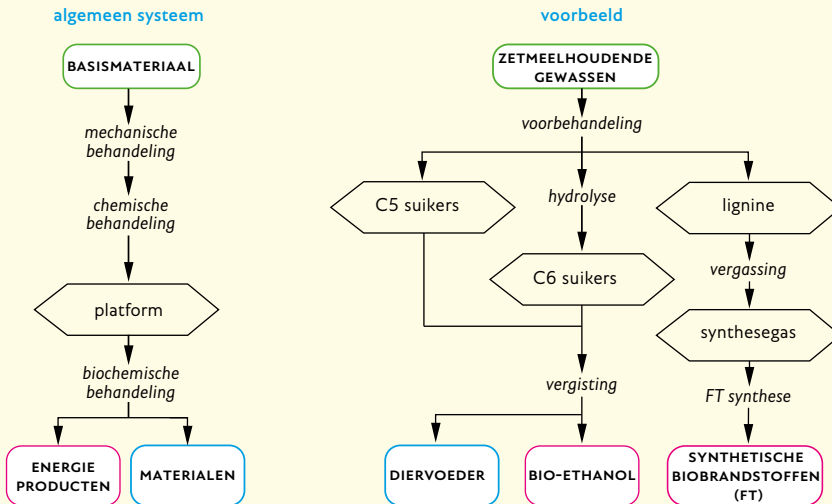 algemeen systeem
BASISMATERIAAL
mechanische
behandeling
chemische
behandeling
platform
biochemische
behandeling
ENERGIE
PRODUCTEN
MATERIALEN
voorbeeld
ZETMEELHOUDENDE
GEWASSEN
voorbehandeling
C5 suikers
hydrolyse
lignine
C6 suikers
vergassing
synthesegas
vergisting
FT synthese
DIERVOEDER
BIO-ETHANOL
SYNTHETISCHE
BIOBRANDSTOFFEN
(FT)